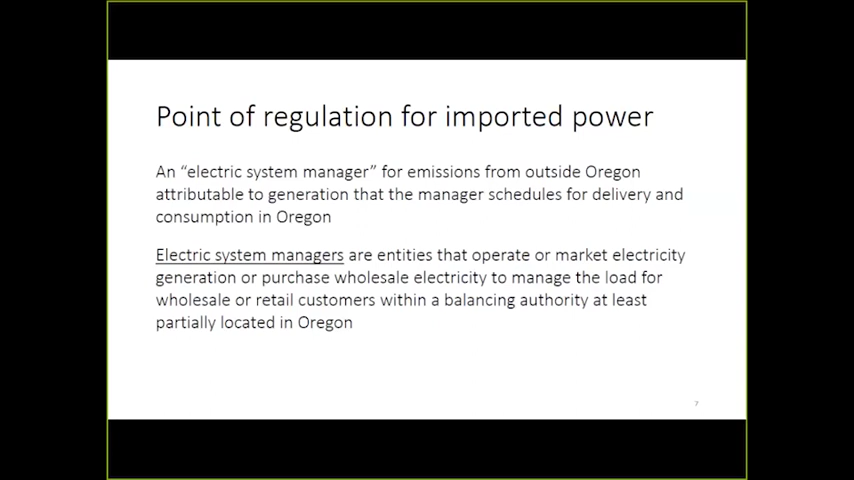 Point of regulation for imported power
An “electric system manager” for emissions from outside Oregon
attributable to generation that the manager schedules for delivery and
consumption in Oregon
Electric system managers are entities that operate or market electricity
generation or purchase wholesale electricity to manage the load for
wholesale or retail customers within a balancing authority at least
partially located in Oregon
7